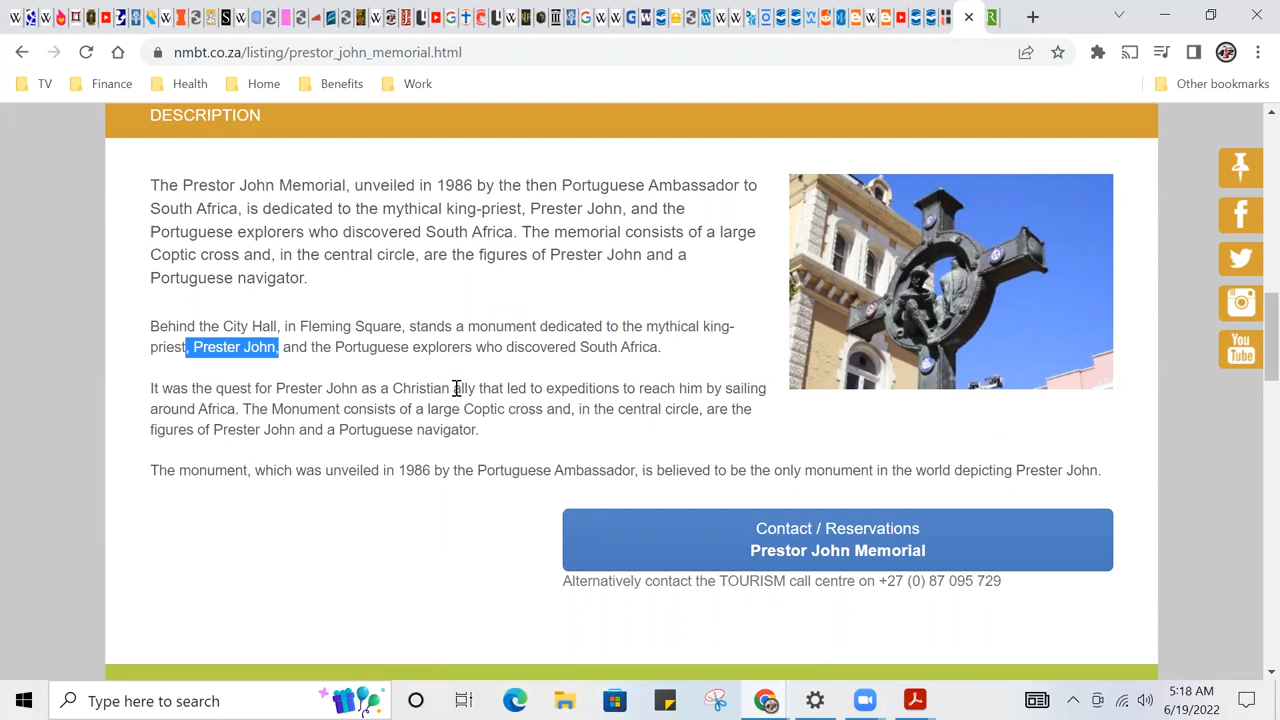 nmbt.co.za/listing/prestor_john_memorial.html
TV Finance Health Home Benefits Work Other bookmarks
DESCRIPTION
The Prestor John Memorial, unveiled in 1986 by the then Portuguese Ambassador to
South Africa, is dedicated to the mythical king-priest, Prester John, and the
Portuguese explorers who discovered South Africa. The memorial consists of a large
Coptic cross and, in the central circle, are the figures of Prester John and a
Portuguese navigator.
Behind the City Hall, in Fleming Square, stands a monument dedicated to the mythical king-
priest, Prester John, and the Portuguese explorers who discovered South Africa.
It was the quest for Prester John as a Christian ally that led to expeditions to reach him by sailing
around Africa. The Monument consists of a large Coptic cross and, in the central circle, are the
figures of Prester John and a Portuguese navigator.
The monument, which was unveiled in 1986 by the Portuguese Ambassador, is believed to be the only monument in the world depicting Prester John.
Contact / Reservations
Prestor John Memorial
Alternatively contact the TOURISM call centre on +27 (0) 87 095 729
You
Tube
Type here to search
5:18 AM
6/19/2022